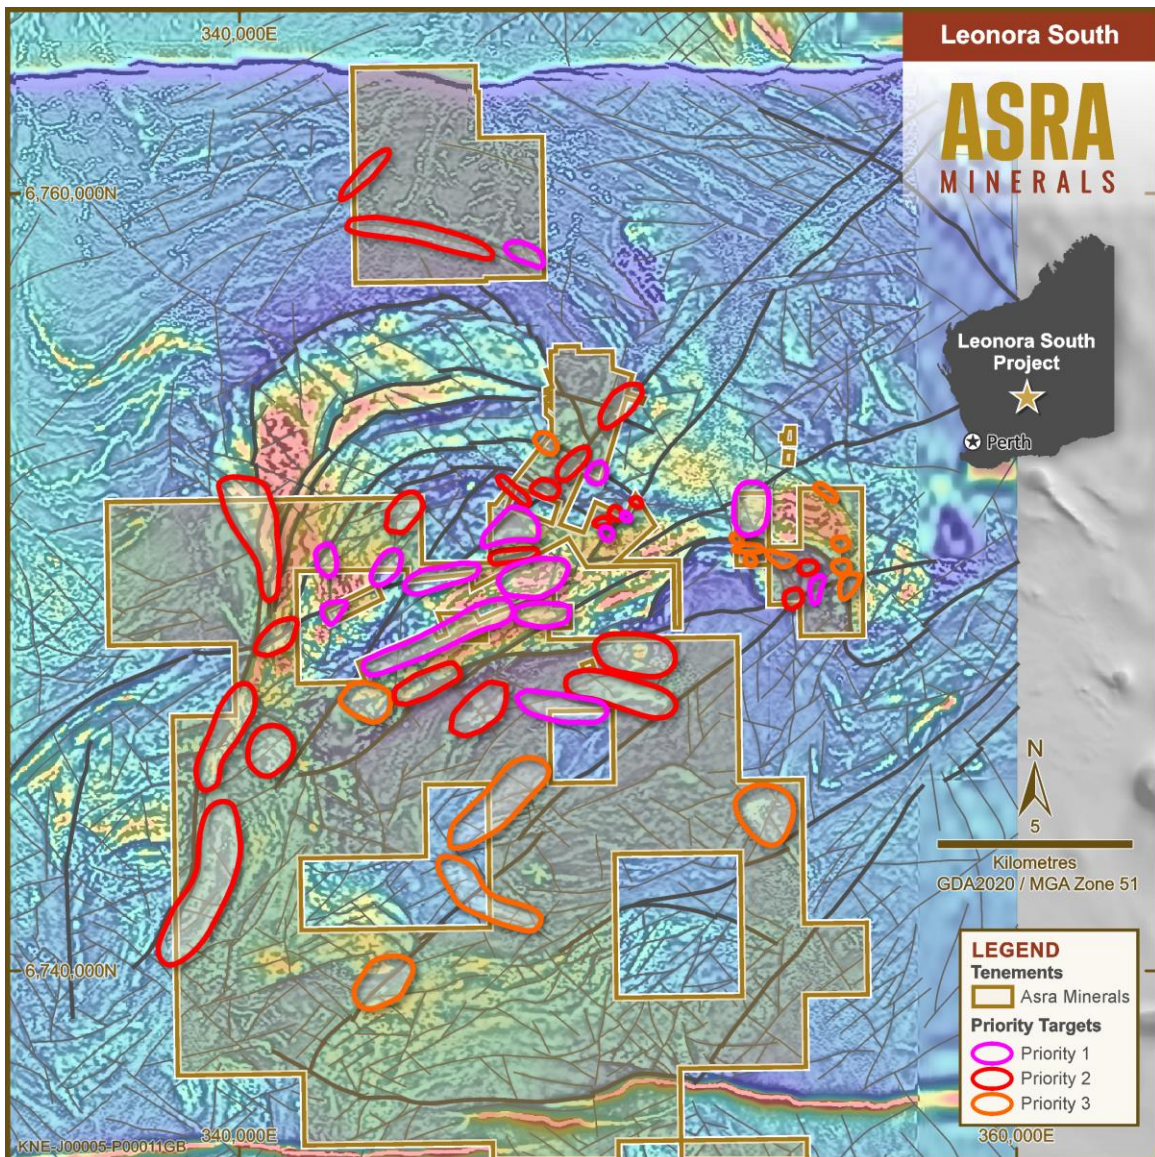 340,000E
Leonora South
ASRA
MINERALS
6,760,000N
Leonora South
Project
Perth
N
5
Kilometres
GDA2020 / MGA Zone 51
6,740,000N
LEGEND
Tenements
Asra Minerals
Priority Targets
Priority 1
Priority 2
Priority 3
KNE-J00005-P00011GB
340,000E
360,000E